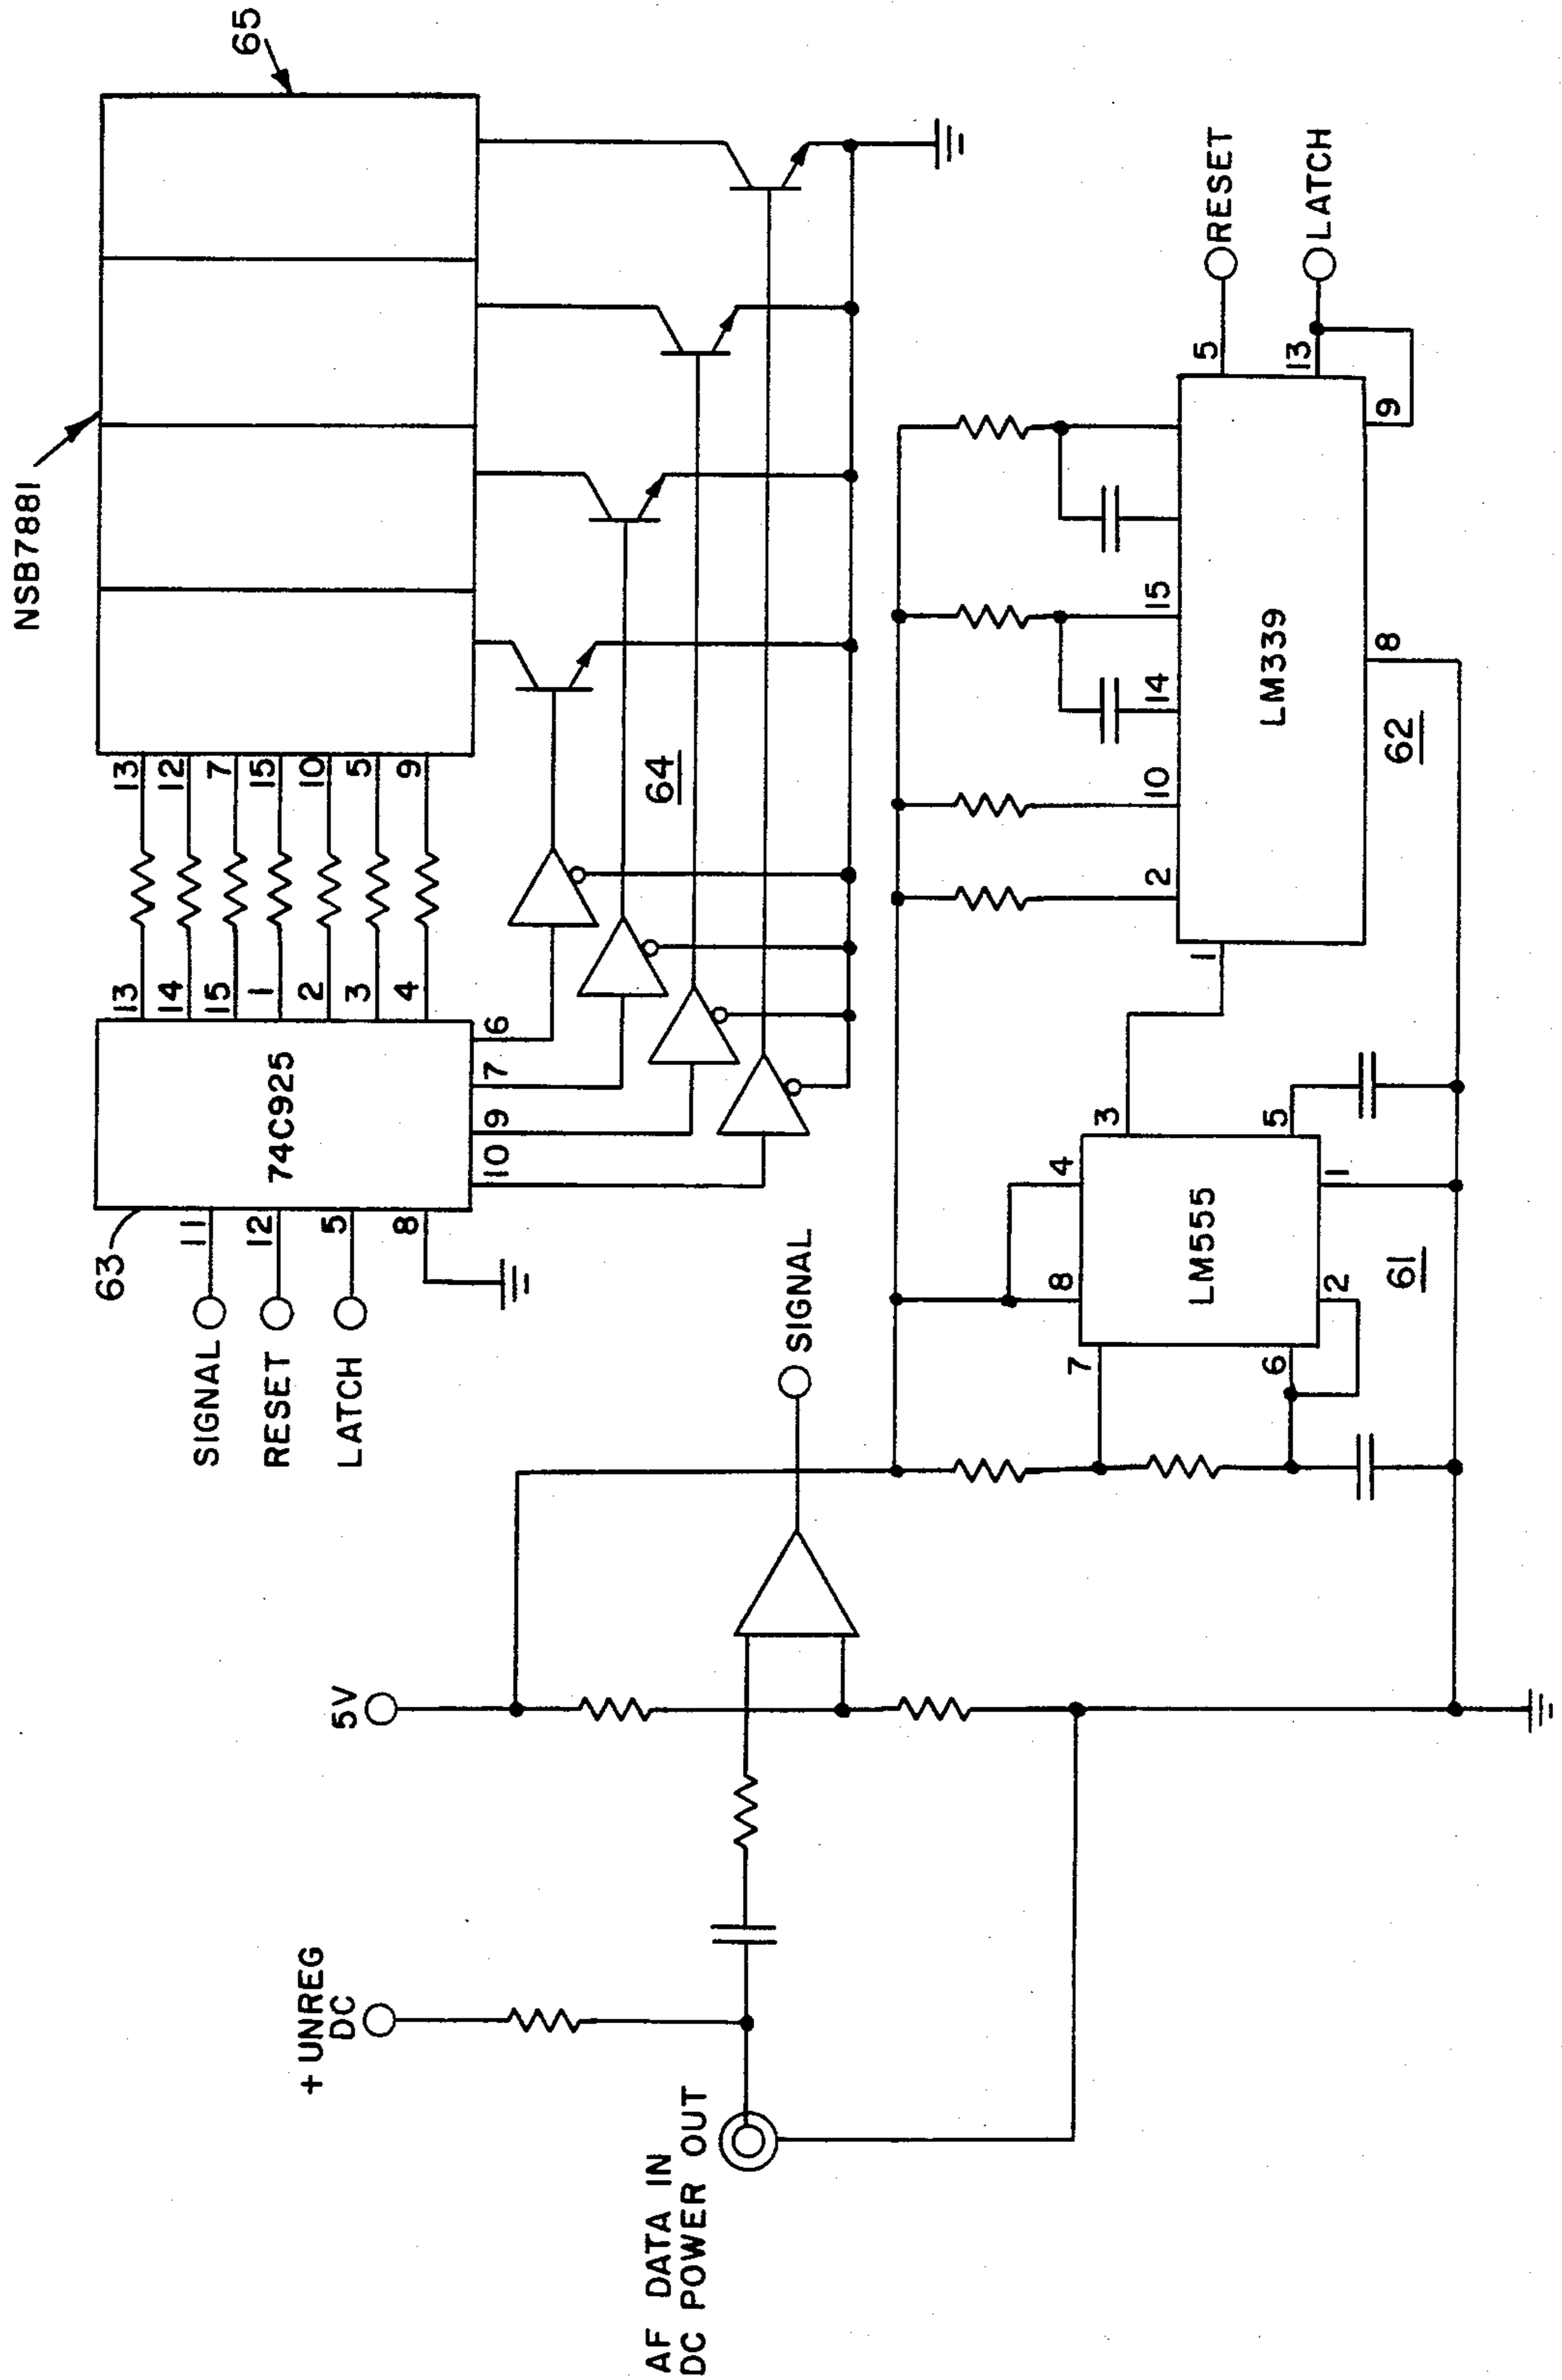 NSB7881
65
63
74C925
13
14
15
1
2
3
4
13
12
7
15
10
5
9
11
12
5
8
SIGNAL
RESET
LATCH
10
9
7
6
64
+ UNREG
DC
5V
SIGNAL
AF DATA IN
DC POWER OUT
7
8
4
3
6
2
1
5
LM555
61
1
2
10
14
15
5
13
9
8
LM339
62
RESET
LATCH